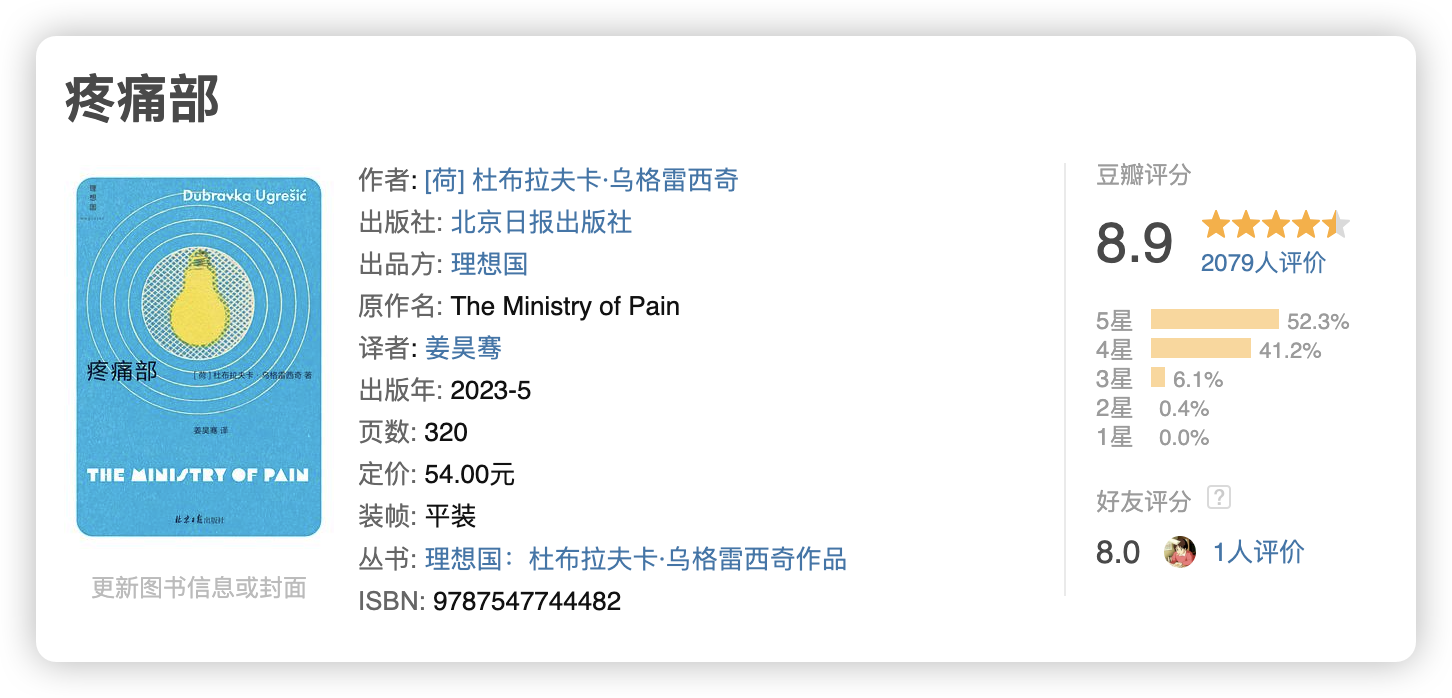 疼痛部
理想国
Dubravka Ugrešić
疼痛部
[荷] 杜布拉夫卡·乌格雷西奇 著
姜昊骞 译
THE MINISTRY OF PAIN
北京日报出版社
更新图书信息或封面
作者: [荷] 杜布拉夫卡·乌格雷西奇
出版社: 北京日报出版社
出品方: 理想国
原作名: The Ministry of Pain
译者: 姜昊骞
出版年: 2023-5
页数: 320
定价: 54.00元
装帧: 平装
丛书: 理想国：杜布拉夫卡·乌格雷西奇作品
ISBN: 9787547744482
豆瓣评分
8.9
2079人评价
5星 52.3%
4星 41.2%
3星 6.1%
2星 0.4%
1星 0.0%
好友评分 ?
8.0 1人评价